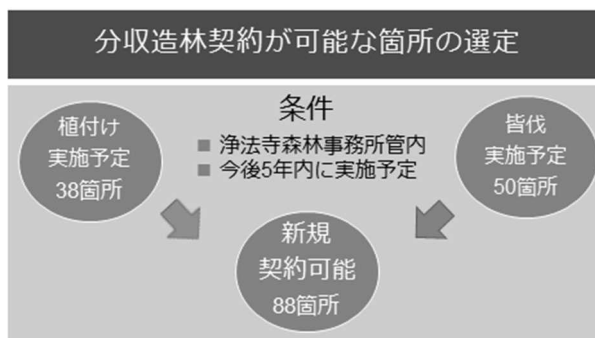 分収造林契約が可能な箇所の選定
条件
■ 浄法寺森林事務所管内
■ 今後5年内に実施予定
植付け
実施予定
38箇所
皆伐
実施予定
50箇所
新規
契約可能
88箇所